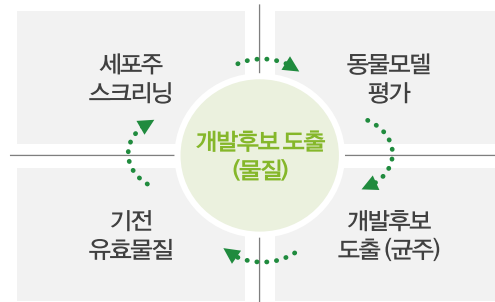 세포주
스크리닝
동물모델
평가
개발후보 도출
(물질)
기전
유효물질
개발후보
도출 (균주)